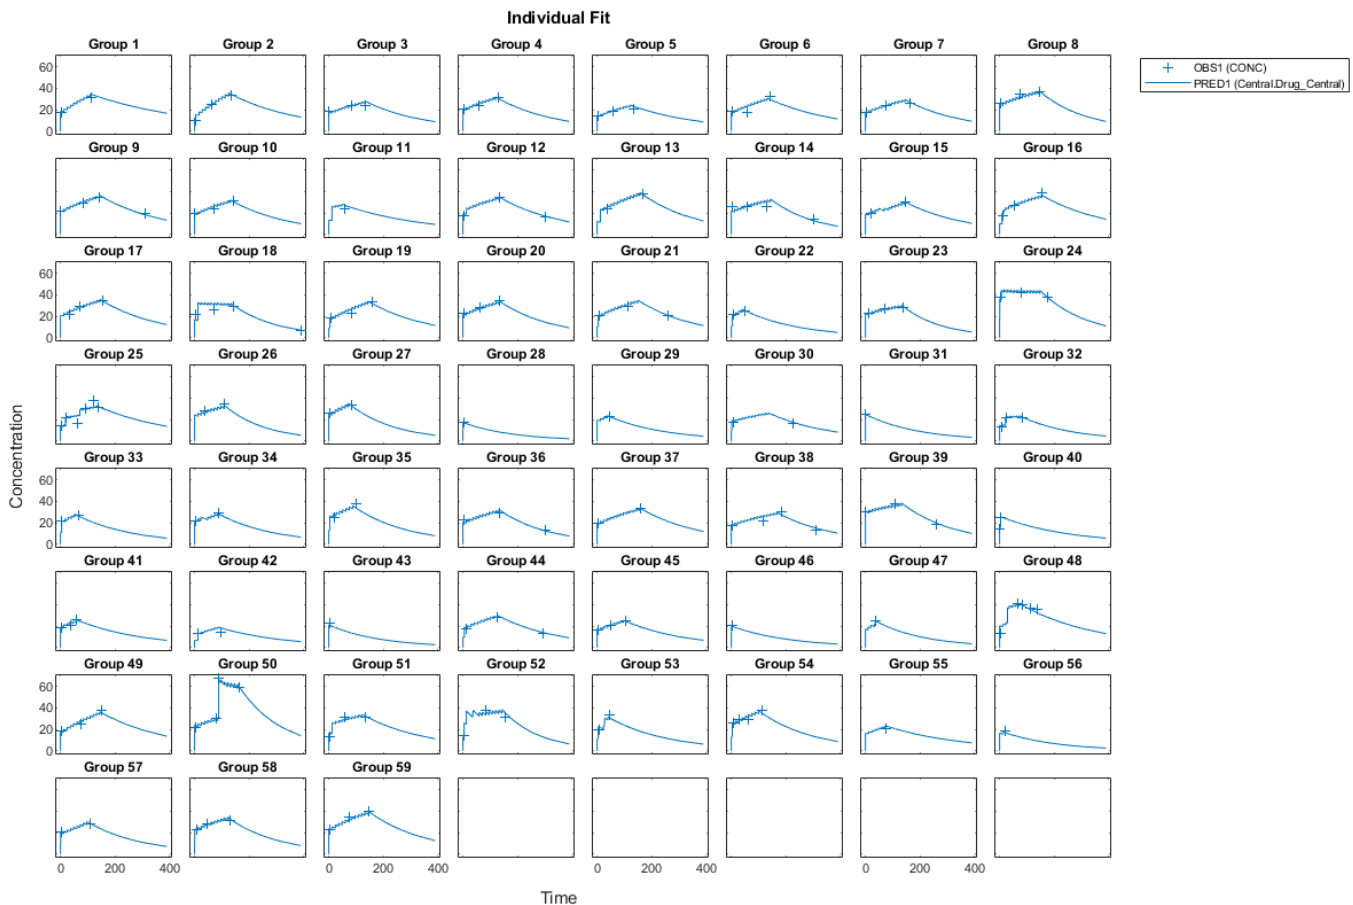 Individual Fit
Group 1 Group 2 Group 3 Group 4 Group 5 Group 6 Group 7 Group 8
OBS1 (CONC)
PRED1 (Central.Drug_Central)
60
40
20
0
Group 9 Group 10 Group 11 Group 12 Group 13 Group 14 Group 15 Group 16
Group 17 Group 18 Group 19 Group 20 Group 21 Group 22 Group 23 Group 24
60
40
20
0
Group 25 Group 26 Group 27 Group 28 Group 29 Group 30 Group 31 Group 32
Concentration
Group 33 Group 34 Group 35 Group 36 Group 37 Group 38 Group 39 Group 40
60
40
20
0
Group 41 Group 42 Group 43 Group 44 Group 45 Group 46 Group 47 Group 48
Group 49 Group 50 Group 51 Group 52 Group 53 Group 54 Group 55 Group 56
60
40
20
0
Group 57 Group 58 Group 59
0 200 400 0 200 400 0 200 400 0 200 400
Time